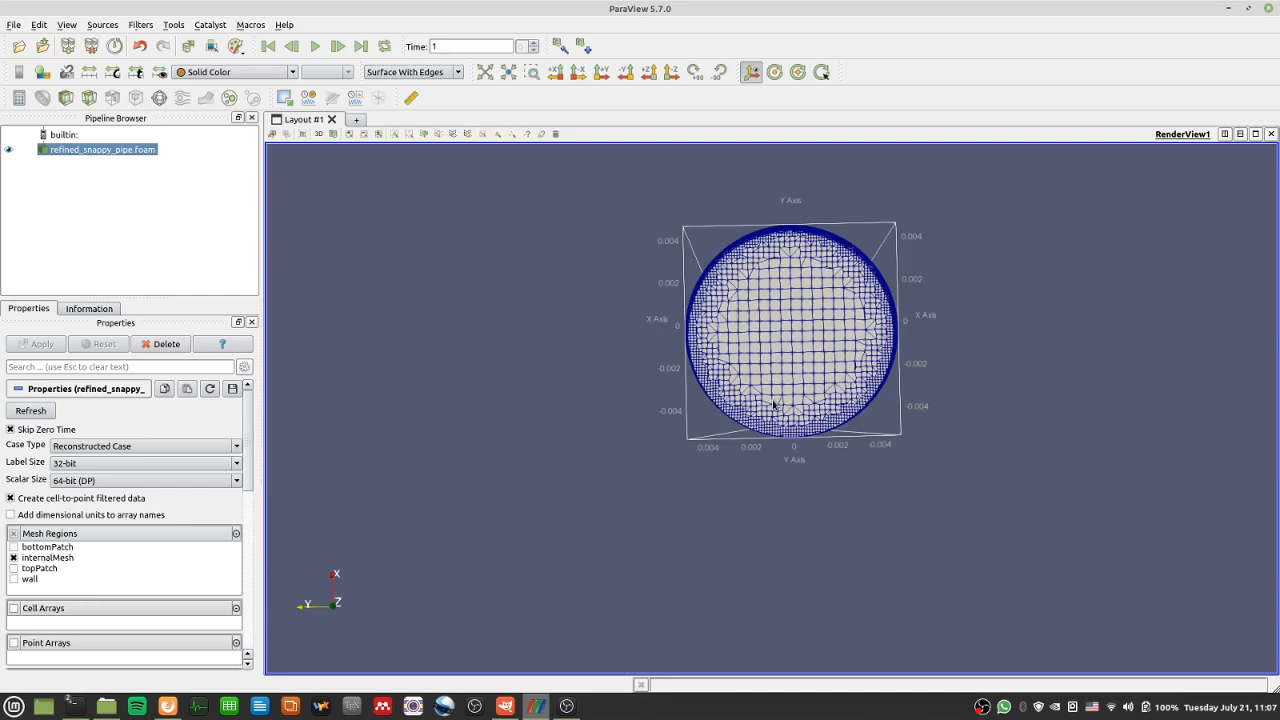 ParaView 5.7.0
File Edit View Sources Filters Tools Catalyst Macros Help
Time: 1
Solid Color Surface With Edges
Pipeline Browser
Layout #1
builtin:
refined_snappy_pipe.foam
3D
RenderView1
Properties Information
Properties
Apply Reset Delete ?
Search ... (use Esc to clear text)
Properties (refined_snappy_
Refresh
Skip Zero Time
Case Type Reconstructed Case
Label Size 32-bit
Scalar Size 64-bit (DP)
Create cell-to-point filtered data
Add dimensional units to array names
Mesh Regions
bottomPatch
internalMesh
topPatch
wall
Cell Arrays
Point Arrays
Y Axis
0.004 0.004
0.002 0.002
X Axis 0 0 X Axis
-0.002 -0.002
-0.004 -0.004
0.004 0.002 0 -0.002 -0.004
Y Axis
X
Y Z
100% Tuesday July 21, 11:07